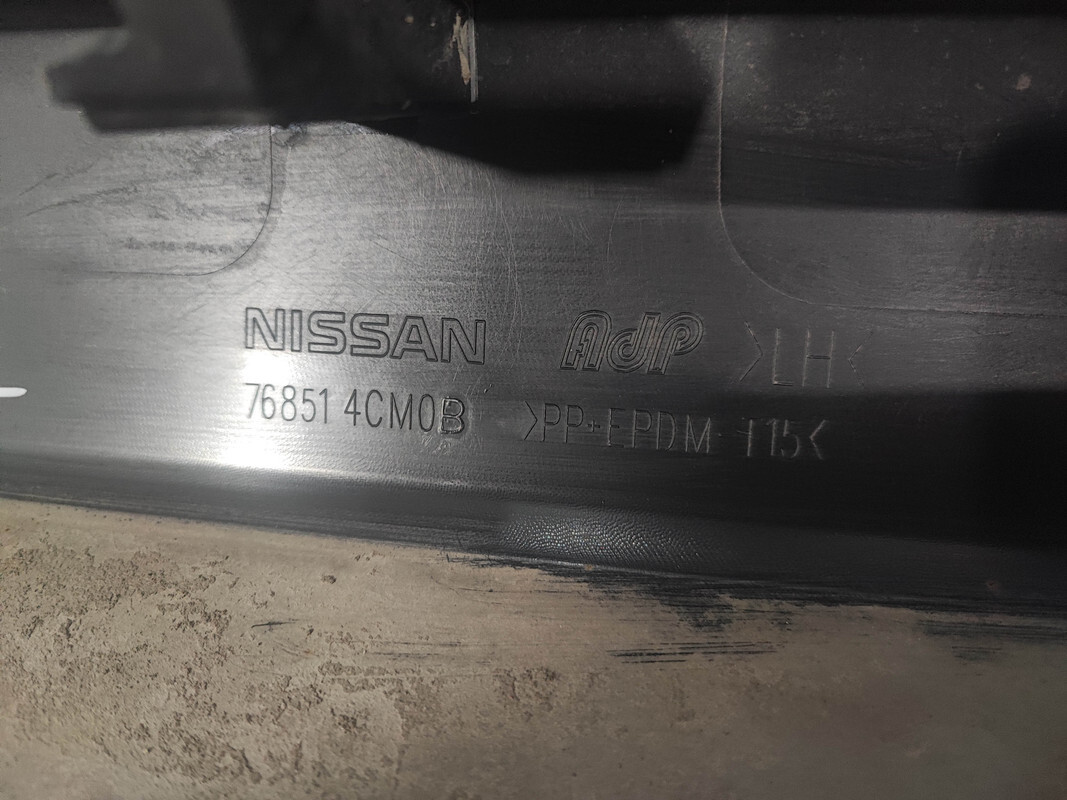 NISSAN AdP >LH<
76851 4CM0B >PP+EPDM-T15<